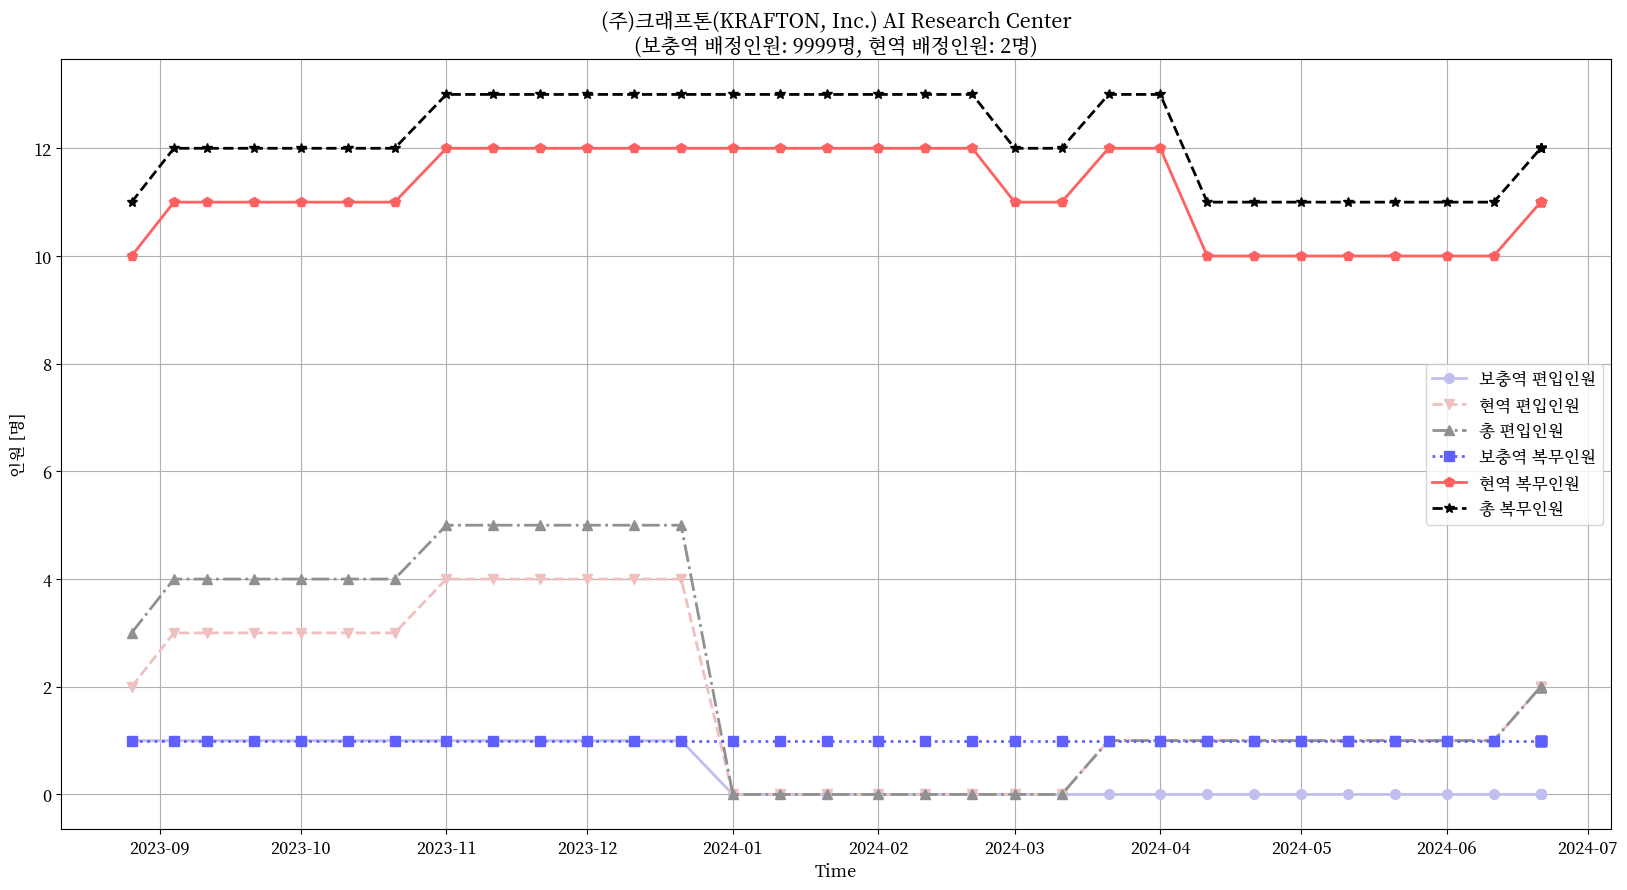 (주)크래프톤(KRAFTON, Inc.) AI Research Center
(보충역 배정인원: 9999명, 현역 배정인원: 2명)
인원 [명]
12
10
8
6
4
2
0
보충역 편입인원
현역 편입인원
총 편입인원
보충역 복무인원
현역 복무인원
총 복무인원
2023-09 2023-10 2023-11 2023-12 2024-01 2024-02 2024-03 2024-04 2024-05 2024-06 2024-07
Time